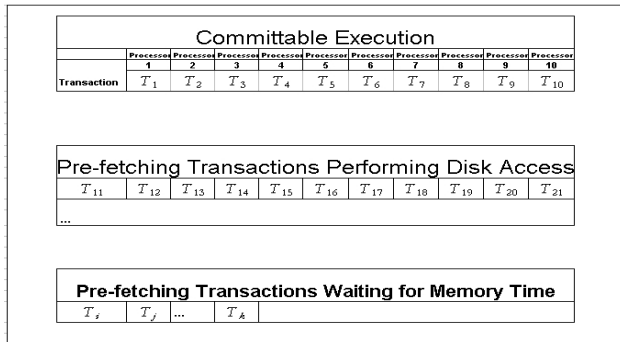 Committable Execution
Processor Processor Processor Processor Processor Processor Processor Processor Processor Processor
1 2 3 4 5 6 7 8 9 10
Transaction T1 T2 T3 T4 T5 T6 T7 T8 T9 T10
Pre-fetching Transactions Performing Disk Access
T11 T12 T13 T14 T15 T16 T17 T18 T19 T20 T21
...
Pre-fetching Transactions Waiting for Memory Time
Ti Tj ... Tk